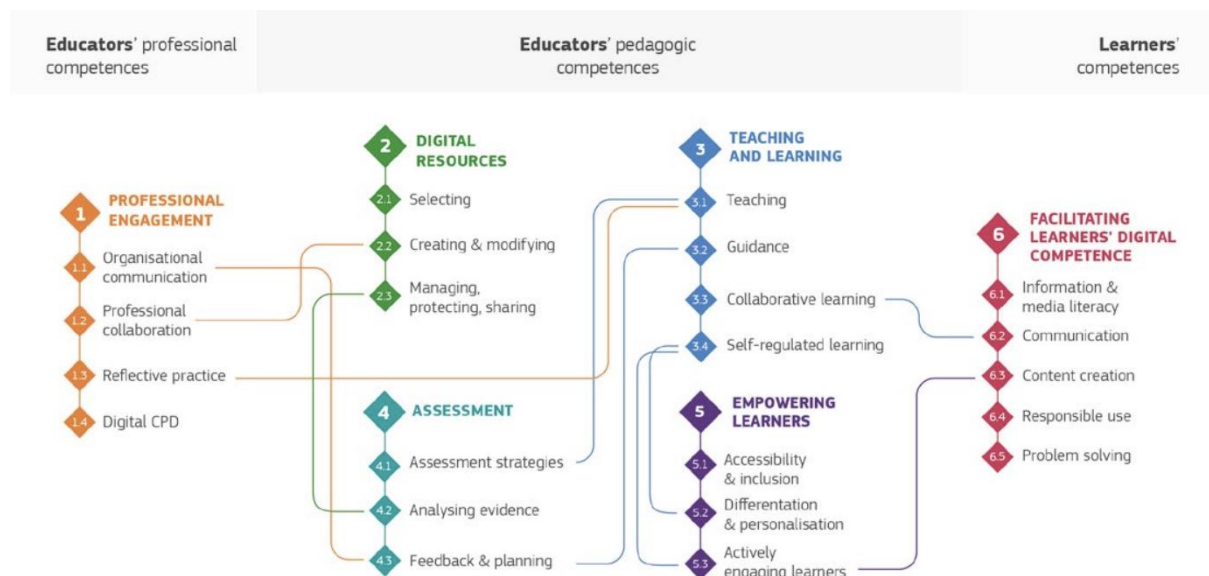 Educators' professional
competences
Educators' pedagogic
competences
Learners'
competences
1
PROFESSIONAL
ENGAGEMENT
1.1
Organisational
communication
1.2
Professional
collaboration
1.3
Reflective practice
1.4
Digital CPD
2
DIGITAL
RESOURCES
2.1
Selecting
2.2
Creating & modifying
2.3
Managing,
protecting, sharing
4
ASSESSMENT
4.1
Assessment strategies
4.2
Analysing evidence
4.3
Feedback & planning
3
TEACHING
AND LEARNING
3.1
Teaching
3.2
Guidance
3.3
Collaborative learning
3.4
Self-regulated learning
5
EMPOWERING
LEARNERS
5.1
Accessibility
& inclusion
5.2
Differentation
& personalisation
5.3
Actively
engaging learners
6
FACILITATING
LEARNERS' DIGITAL
COMPETENCE
6.1
Information &
media literacy
6.2
Communication
6.3
Content creation
6.4
Responsible use
6.5
Problem solving